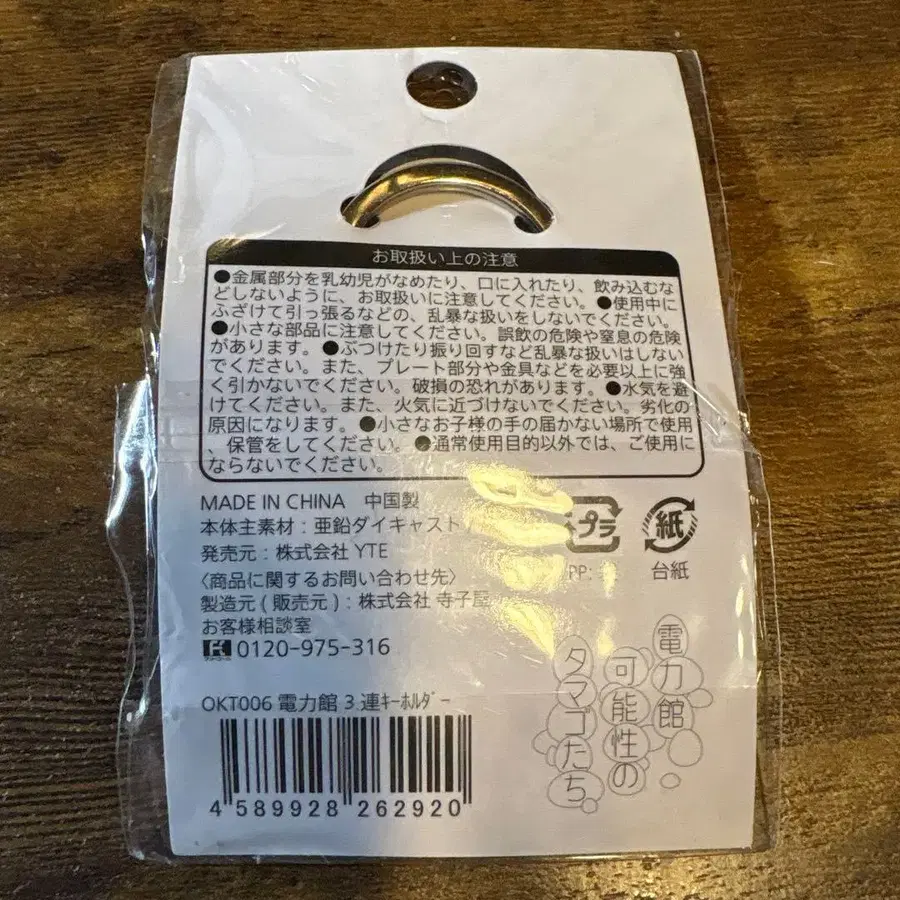 お取扱い上の注意
●金属部分を乳幼児がなめたり、口に入れたり、飲み込むな
どしないように、お取扱いに注意してください。●使用中に
ふざけて引っ張るなどの、乱暴な扱いをしないでください。
●小さな部品に注意してください。誤飲の危険や窒息の危険
があります。●ぶつけたり振り回すなど乱暴な扱いはしない
でください。また、プレート部分や金具などを必要以上に強
く引かないでください。破損の恐れがあります。●水気を避
けてください。また、火気に近づけないでください。劣化の
原因になります。●小さなお子様の手の届かない場所で使用
、保管をしてください。●通常使用目的以外では、ご使用に
ならないでください。
MADE IN CHINA 中国製
本体主素材：亜鉛ダイキャスト
発売元：株式会社 YTE
〈商品に関するお問い合わせ先〉
製造元(販売元)：株式会社 寺子屋
お客様相談室
0120-975-316
プラ
PP:
紙
台紙
電力館
可能性の
タマゴたち
OKT006 電力館 3 連ｷｰﾎﾙﾀﾞｰ
4 589928 262920